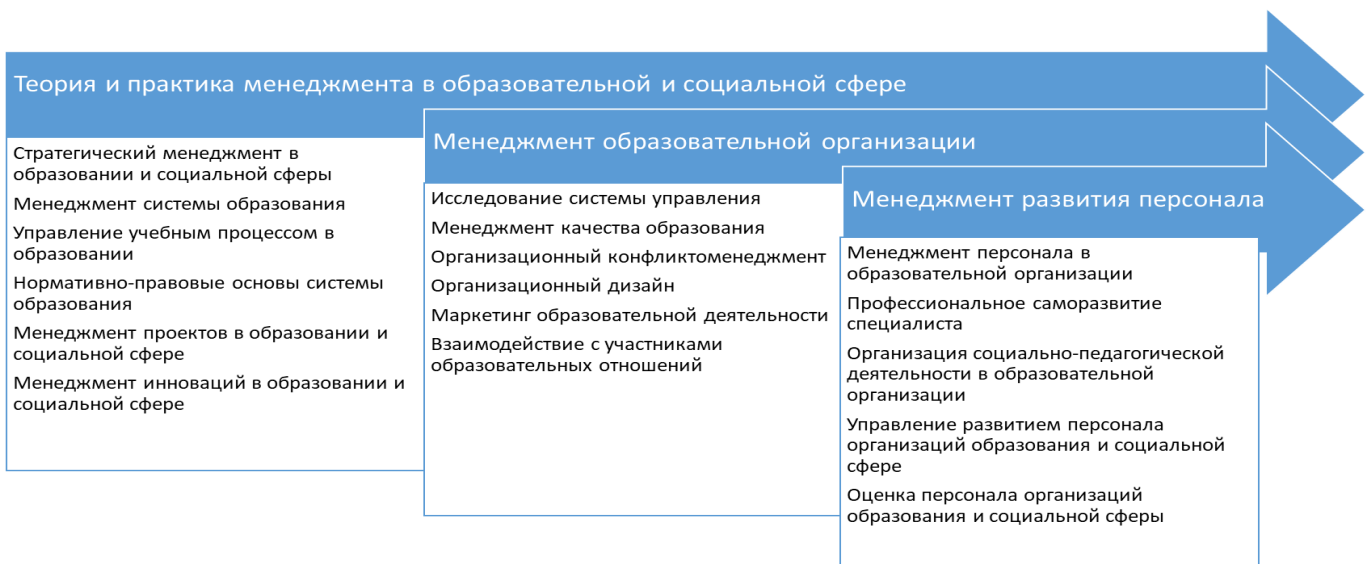 Теория и практика менеджмента в образовательной и социальной сфере
Стратегический менеджмент в
образовании и социальной сферы
Менеджмент системы образования
Управление учебным процессом в
образовании
Нормативно-правовые основы системы
образования
Менеджмент проектов в образовании и
социальной сфере
Менеджмент инноваций в образовании и
социальной сфере
Менеджмент образовательной организации
Исследование системы управления
Менеджмент качества образования
Организационный конфликтоменеджмент
Организационный дизайн
Маркетинг образовательной деятельности
Взаимодействие с участниками
образовательных отношений
Менеджмент развития персонала
Менеджмент персонала в
образовательной организации
Профессиональное саморазвитие
специалиста
Организация социально-педагогической
деятельности в образовательной
организации
Управление развитием персонала
организаций образования и социальной
сфере
Оценка персонала организаций
образования и социальной сферы